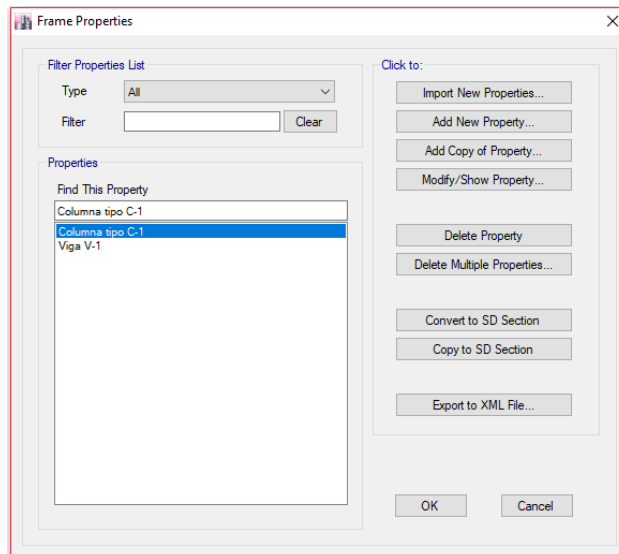 Frame Properties
Filter Properties List
Type
All
Filter
Clear
Properties
Find This Property
Columna tipo C-1
Columna tipo C-1
Viga V-1
Click to:
Import New Properties...
Add New Property...
Add Copy of Property...
Modify/Show Property...
Delete Property
Delete Multiple Properties...
Convert to SD Section
Copy to SD Section
Export to XML File...
OK
Cancel